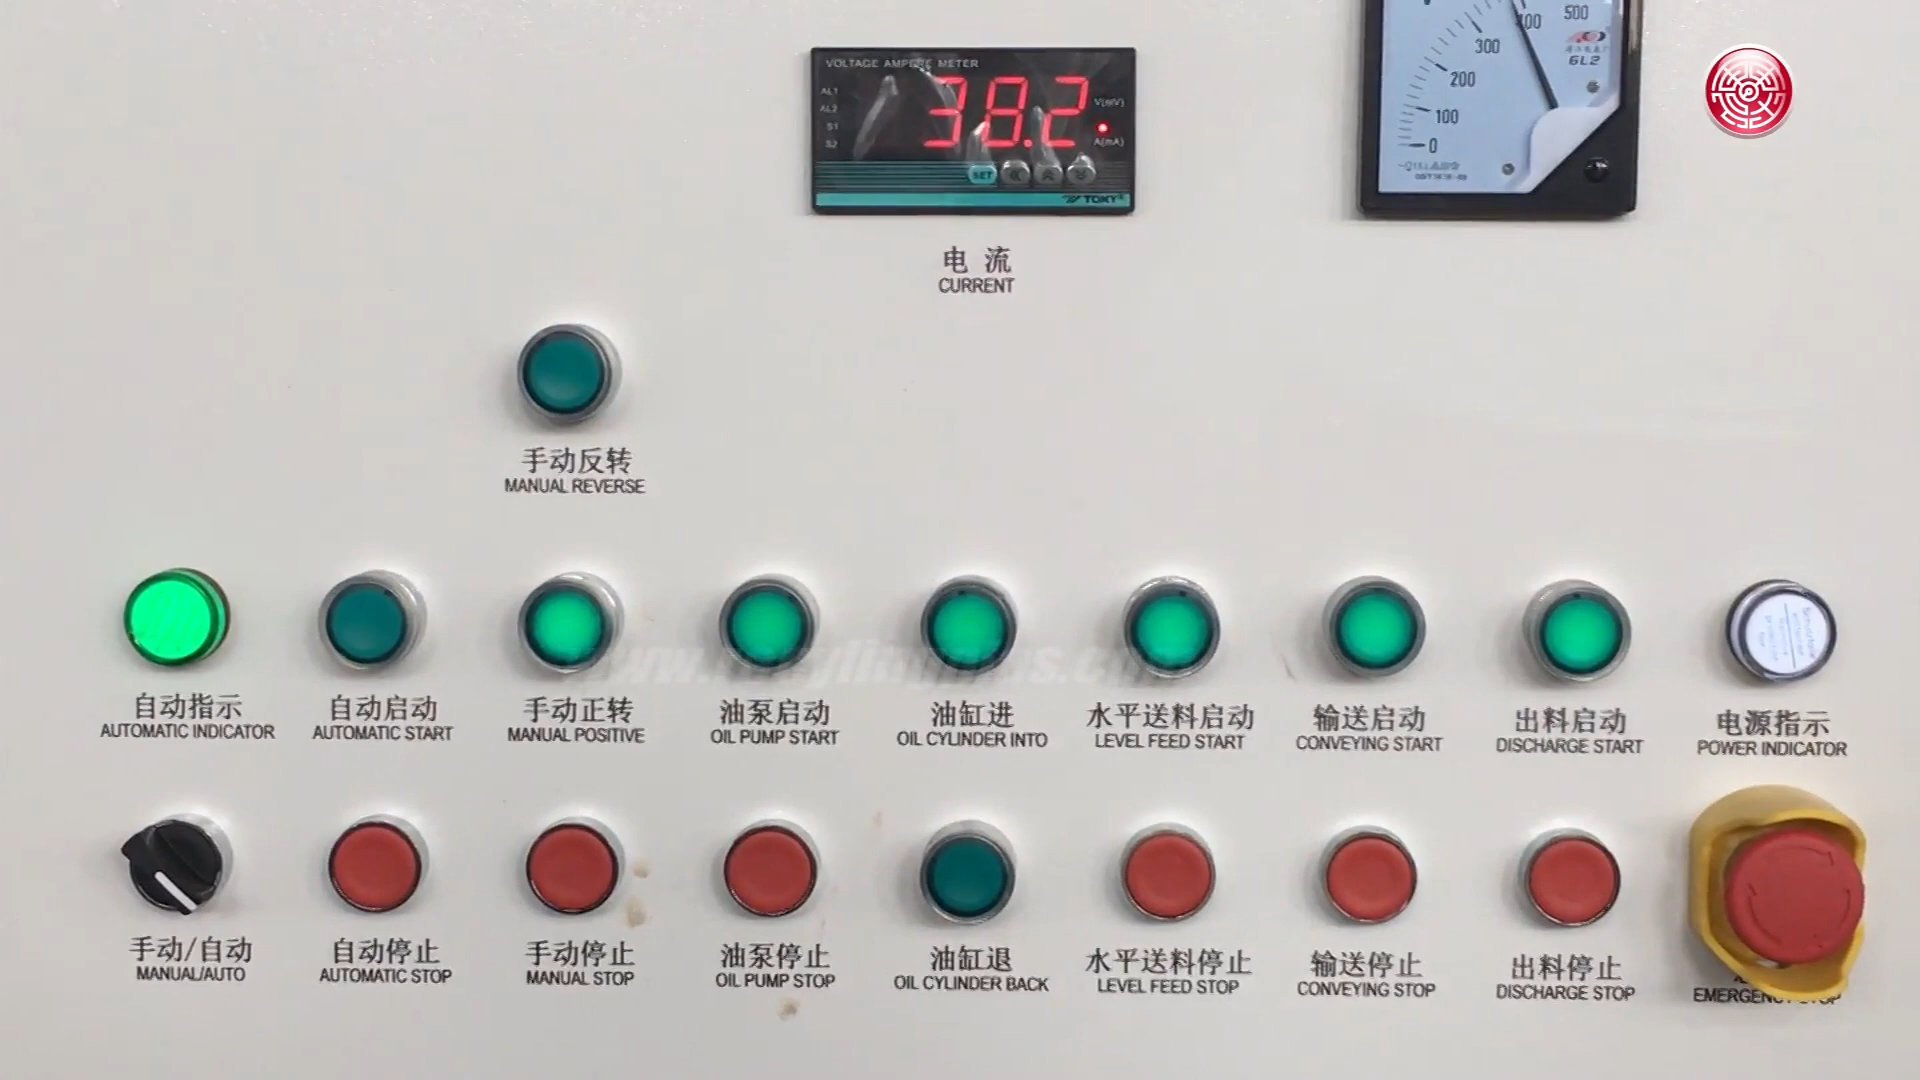 VOLTAGE AMPERE METER
AL1
AL2
S1
S2
38.2
V(mV)
A(mA)
SET
TOKY
500
400
300
200
100
0
6L2
电流
CURRENT
手动反转
MANUAL REVERSE
自动指示
AUTOMATIC INDICATOR
自动启动
AUTOMATIC START
手动正转
MANUAL POSITIVE
油泵启动
OIL PUMP START
油缸进
OIL CYLINDER INTO
水平送料启动
LEVEL FEED START
输送启动
CONVEYING START
出料启动
DISCHARGE START
电源指示
POWER INDICATOR
手动/自动
MANUAL/AUTO
自动停止
AUTOMATIC STOP
手动停止
MANUAL STOP
油泵停止
OIL PUMP STOP
油缸退
OIL CYLINDER BACK
水平送料停止
LEVEL FEED STOP
输送停止
CONVEYING STOP
出料停止
DISCHARGE STOP
EMERGENCY STOP